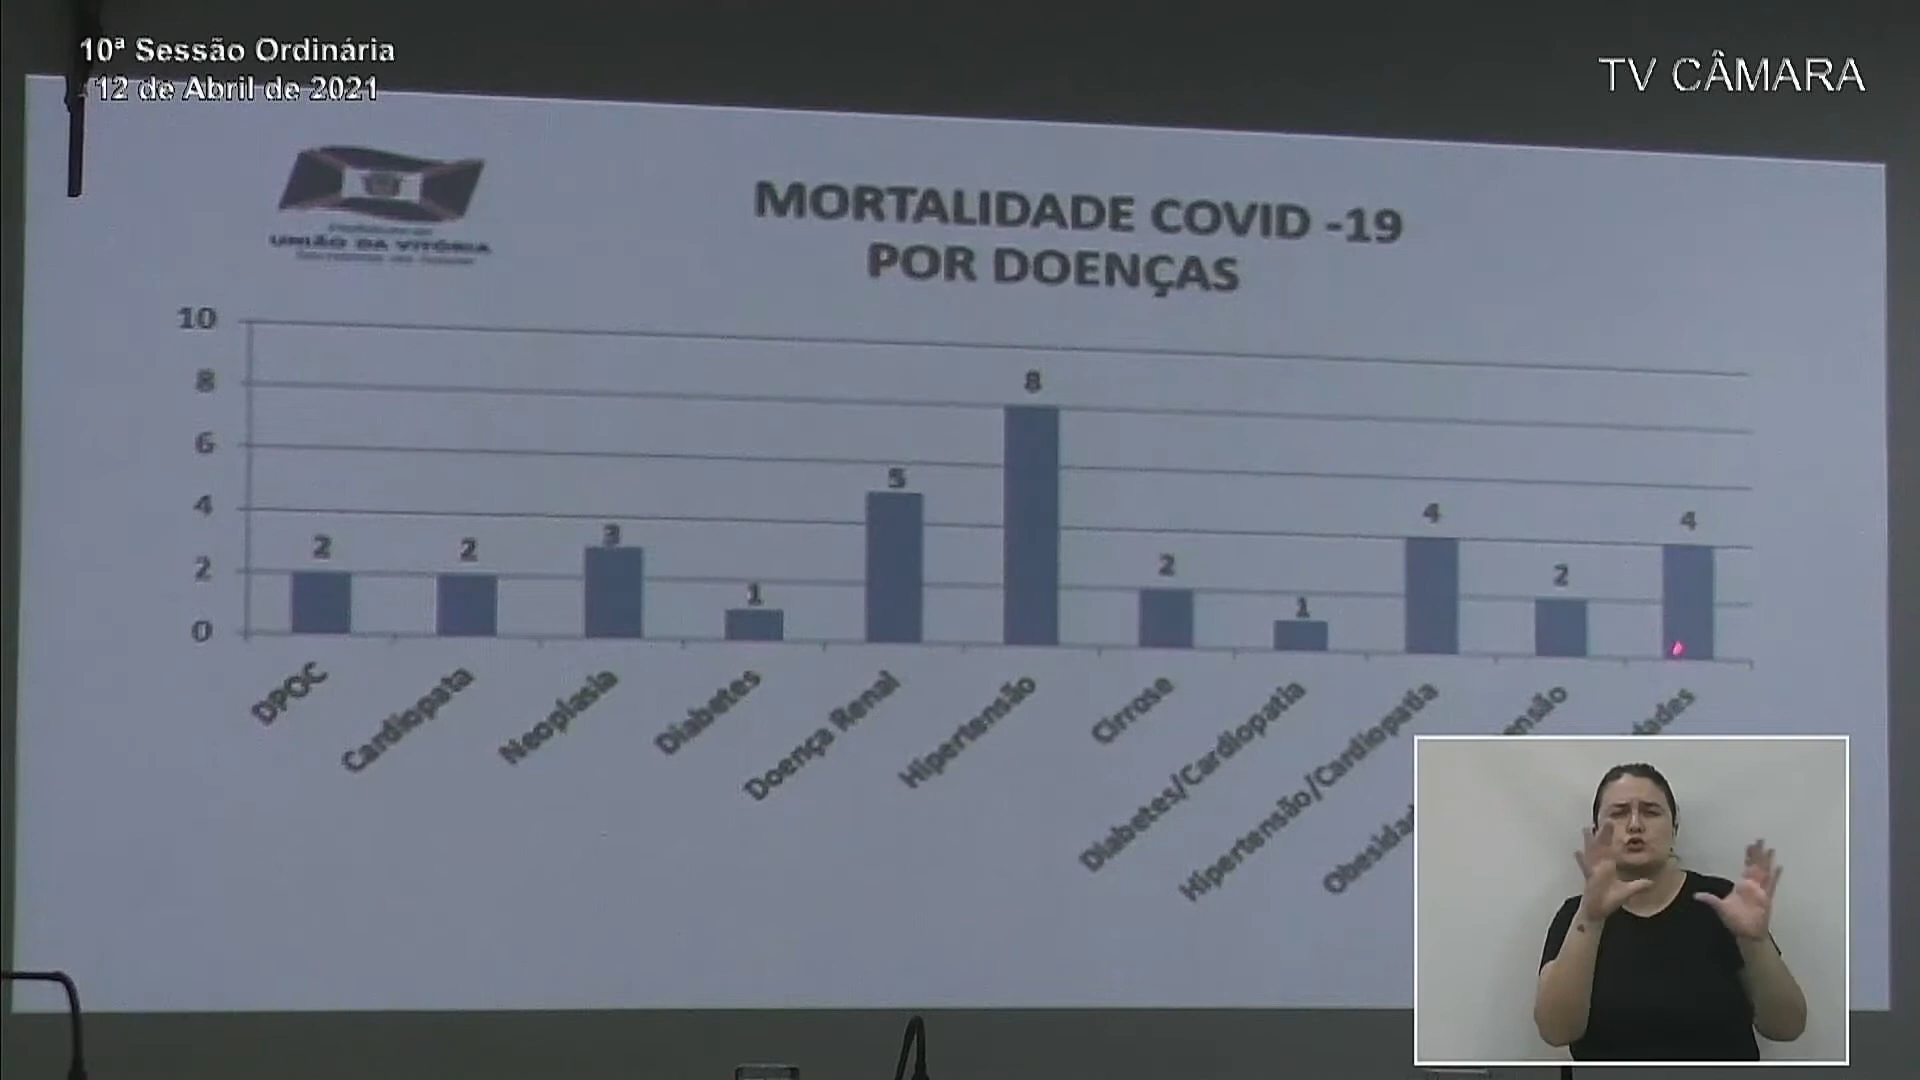 10ª Sessão Ordinária
12 de Abril de 2021
TV CÂMARA
UNIÃO DA VITÓRIA
MORTALIDADE COVID -19
POR DOENÇAS
10
8
6
4
2
0
2
2
3
1
5
8
2
1
4
2
4
DPOC
Cardiopata
Neoplasia
Diabetes
Doença Renal
Hipertensão
Cirrose
Diabetes/Cardiopatia
Hipertensão/Cardiopatia